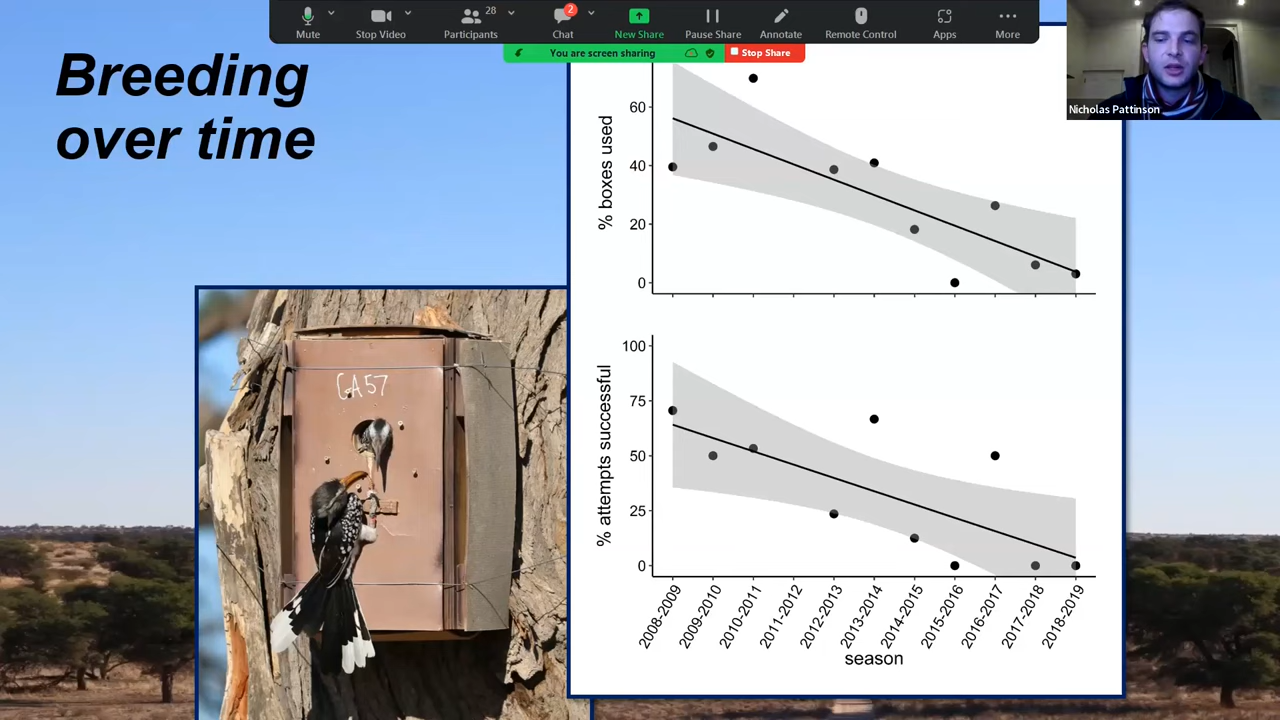 Mute
Stop Video
Participants
28
Chat
2
New Share
Pause Share
Annotate
Remote Control
Apps
More
You are screen sharing
Stop Share
Nicholas Pattinson
Breeding
over time
GA57
% boxes used
60
40
20
0
% attempts successful
100
75
50
25
0
2008-2009
2009-2010
2010-2011
2011-2012
2012-2013
2013-2014
2014-2015
2015-2016
2016-2017
2017-2018
2018-2019
season